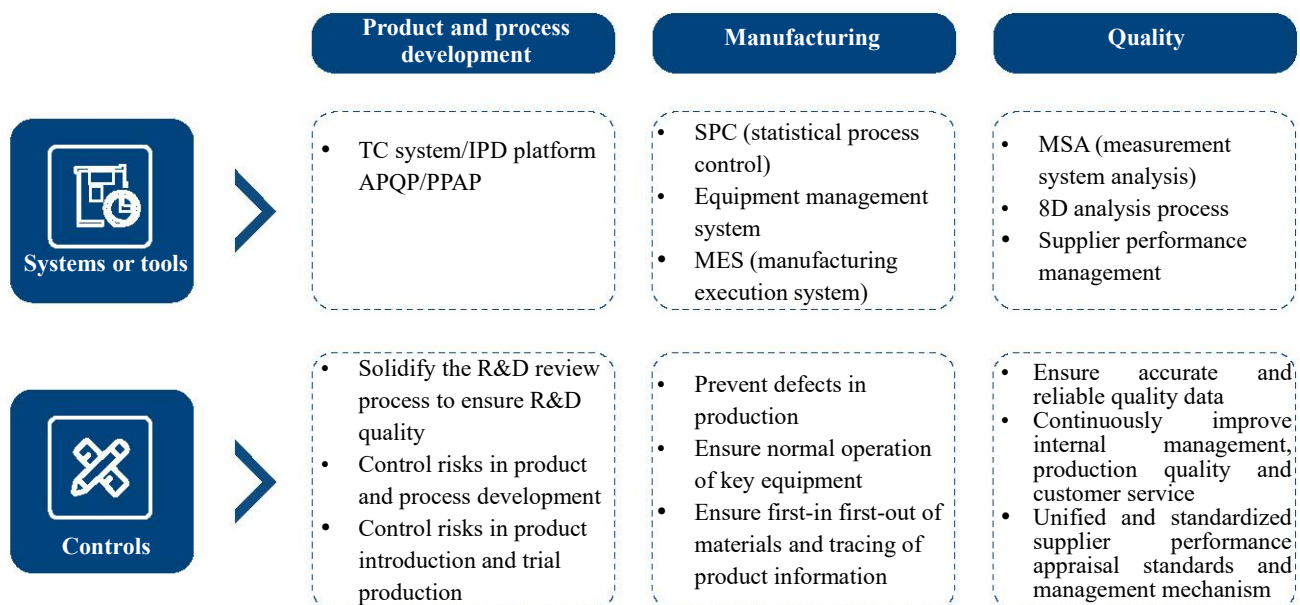 Product and process
development
Manufacturing
Quality
Systems or tools
• TC system/IPD platform
APQP/PPAP
• SPC (statistical process
control)
• Equipment management
system
• MES (manufacturing
execution system)
• MSA (measurement
system analysis)
• 8D analysis process
• Supplier performance
management
Controls
• Solidify the R&D review
process to ensure R&D
quality
• Control risks in product
and process development
• Control risks in product
introduction and trial
production
• Prevent defects in
production
• Ensure normal operation
of key equipment
• Ensure first-in first-out of
materials and tracing of
product information
• Ensure accurate and
reliable quality data
• Continuously improve
internal management,
production quality and
customer service
• Unified and standardized
supplier performance
appraisal standards and
management mechanism